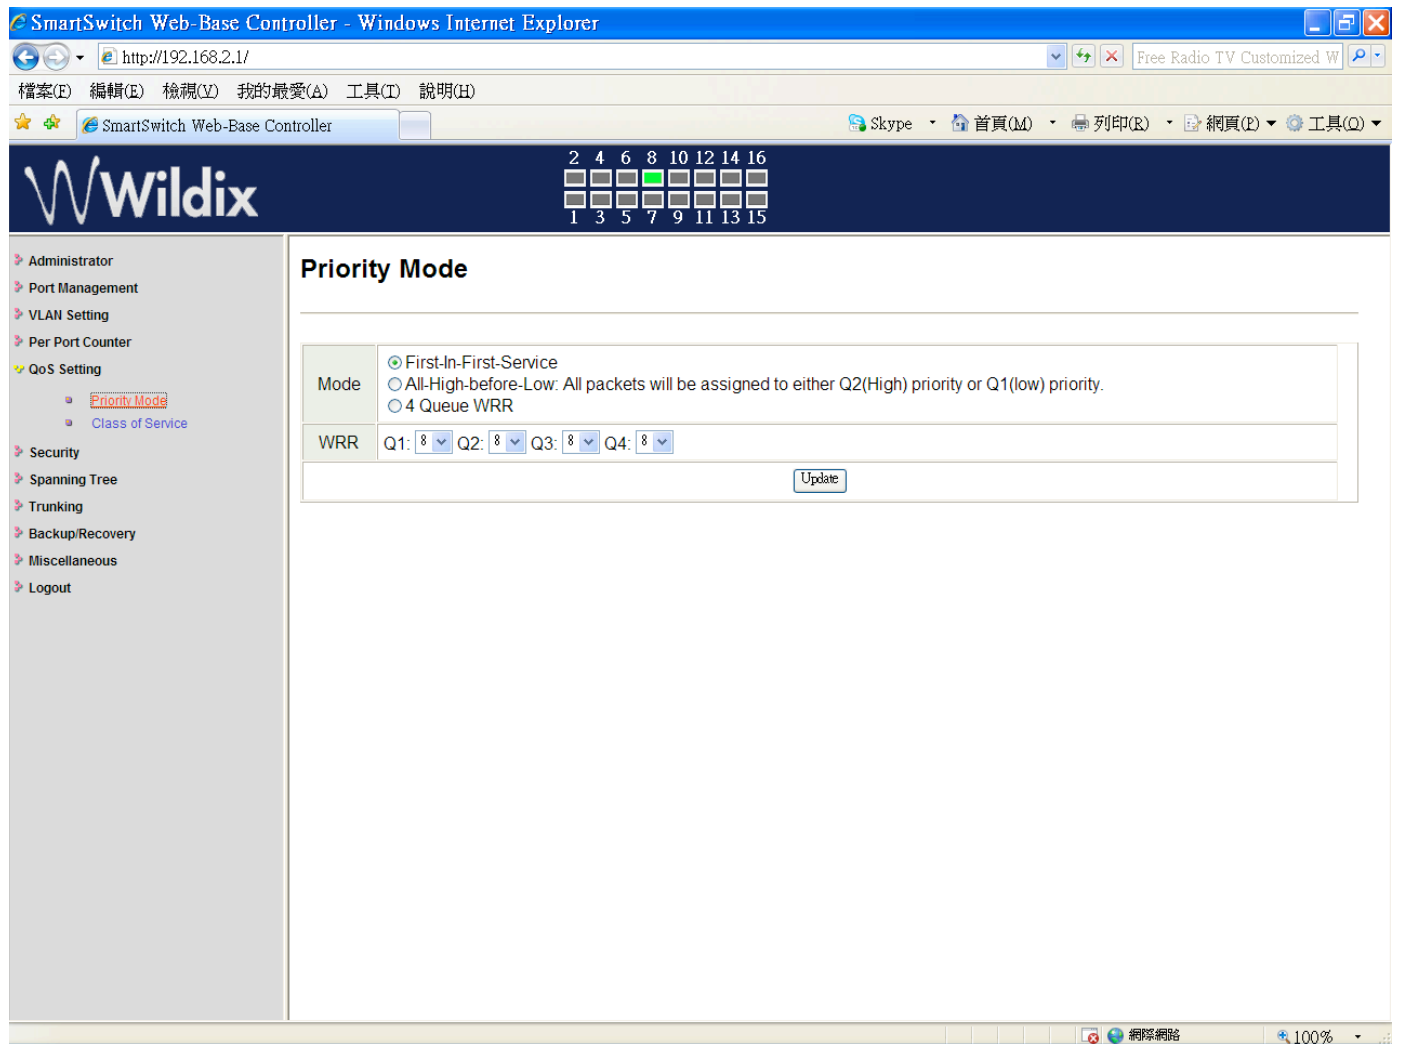 SmartSwitch Web-Base Controller - Windows Internet Explorer
http://192.168.2.1/
Free Radio TV Customized W
檔案(F) 編輯(E) 檢視(V) 我的最愛(A) 工具(T) 說明(H)
SmartSwitch Web-Base Controller
Skype 首頁(M) 列印(R) 網頁(P) 工具(O)
Wildix
2 4 6 8 10 12 14 16
1 3 5 7 9 11 13 15
Administrator
Port Management
VLAN Setting
Per Port Counter
QoS Setting
Priority Mode
Class of Service
Security
Spanning Tree
Trunking
Backup/Recovery
Miscellaneous
Logout
Priority Mode
Mode
First-In-First-Service
All-High-before-Low: All packets will be assigned to either Q2(High) priority or Q1(low) priority.
4 Queue WRR
WRR Q1: 8 Q2: 8 Q3: 8 Q4: 8
Update
網際網路 100%